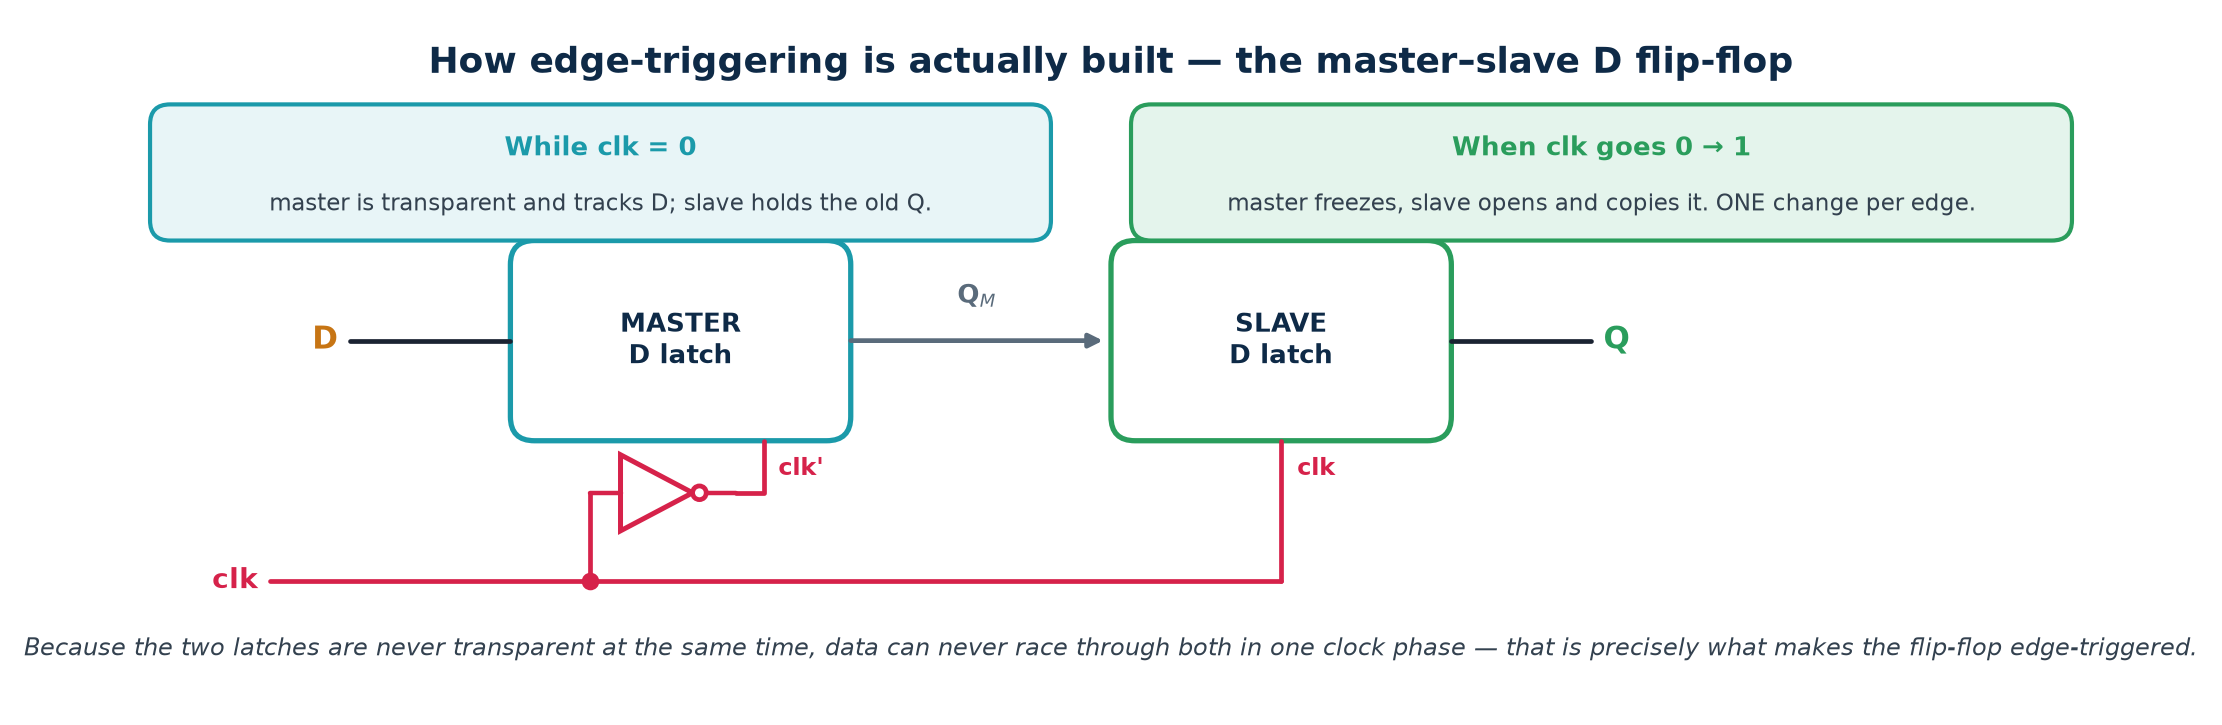 How edge-triggering is actually built — the master–slave D flip-flop
While clk = 0
master is transparent and tracks D; slave holds the old Q.
When clk goes 0 → 1
master freezes, slave opens and copies it. ONE change per edge.
D
MASTER
D latch
Q_M
SLAVE
D latch
Q
clk'
clk
clk
Because the two latches are never transparent at the same time, data can never race through both in one clock phase — that is precisely what makes the flip-flop edge-triggered.